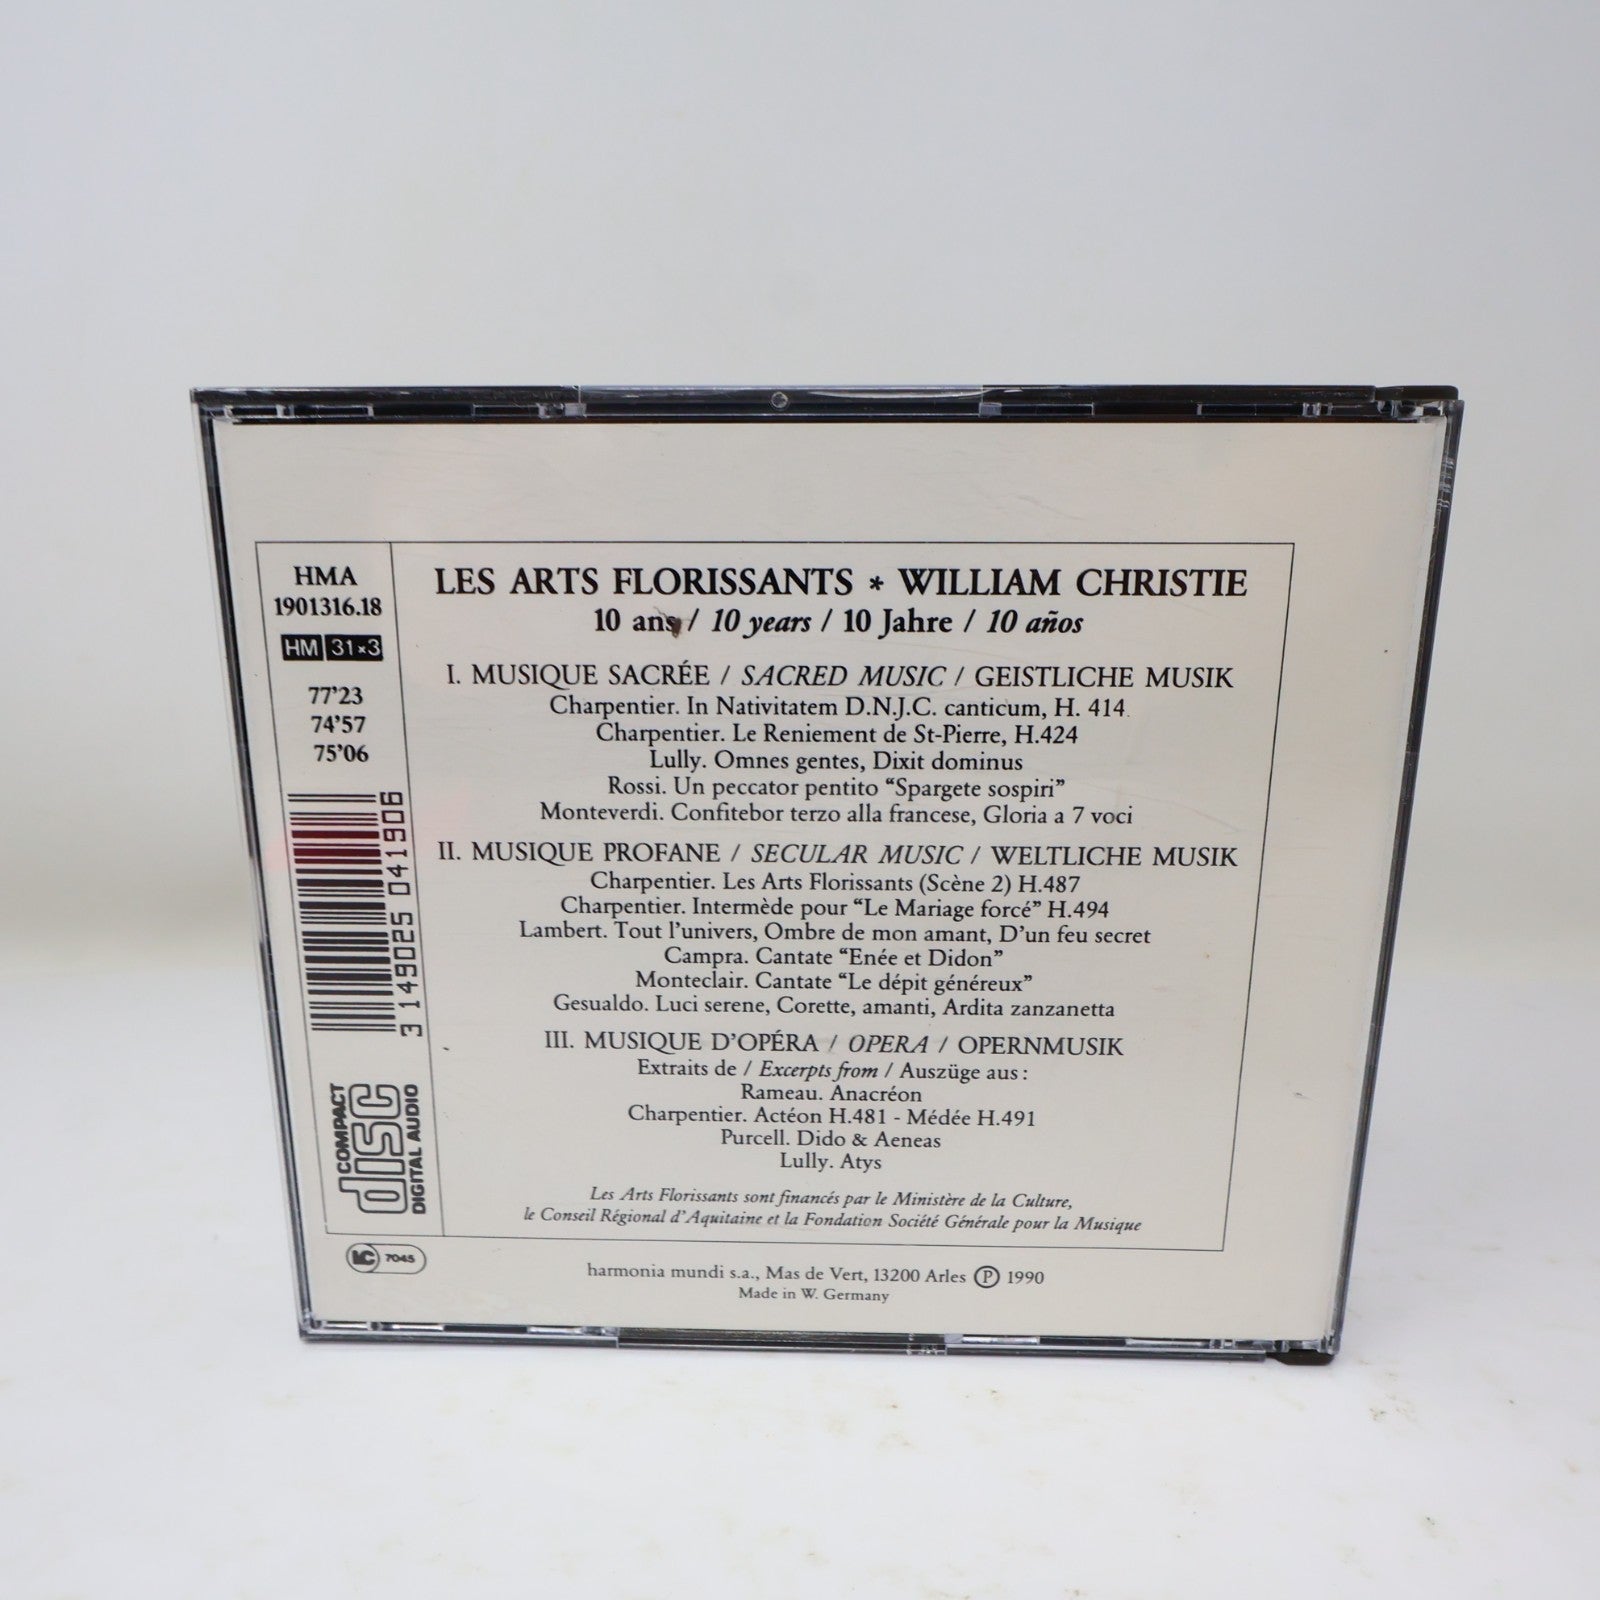 HMA
1901316.18
HM 31×3
77'23
74'57
75'06
3 149025 041906
COMPACT
disc
DIGITAL AUDIO
LES ARTS FLORISSANTS * WILLIAM CHRISTIE
10 ans / 10 years / 10 Jahre / 10 años
I. MUSIQUE SACRÉE / SACRED MUSIC / GEISTLICHE MUSIK
Charpentier. In Nativitatem D.N.J.C. canticum, H. 414
Charpentier. Le Reniement de St-Pierre, H.424
Lully. Omnes gentes, Dixit dominus
Rossi. Un peccator pentito “Spargete sospiri”
Monteverdi. Confitebor terzo alla francese, Gloria a 7 voci
II. MUSIQUE PROFANE / SECULAR MUSIC / WELTLICHE MUSIK
Charpentier. Les Arts Florissants (Scène 2) H.487
Charpentier. Intermède pour “Le Mariage forcé” H.494
Lambert. Tout l'univers, Ombre de mon amant, D'un feu secret
Campra. Cantate “Enée et Didon”
Monteclair. Cantate “Le dépit généreux”
Gesualdo. Luci serene, Corette, amanti, Ardita zanzanetta
III. MUSIQUE D'OPÉRA / OPERA / OPERNMUSIK
Extraits de / Excerpts from / Auszüge aus :
Rameau. Anacréon
Charpentier. Actéon H.481 - Médée H.491
Purcell. Dido & Aeneas
Lully. Atys
Les Arts Florissants sont financés par le Ministère de la Culture,
le Conseil Régional d'Aquitaine et la Fondation Société Générale pour la Musique
LC 7045
harmonia mundi s.a., Mas de Vert, 13200 Arles Ⓟ 1990
Made in W. Germany